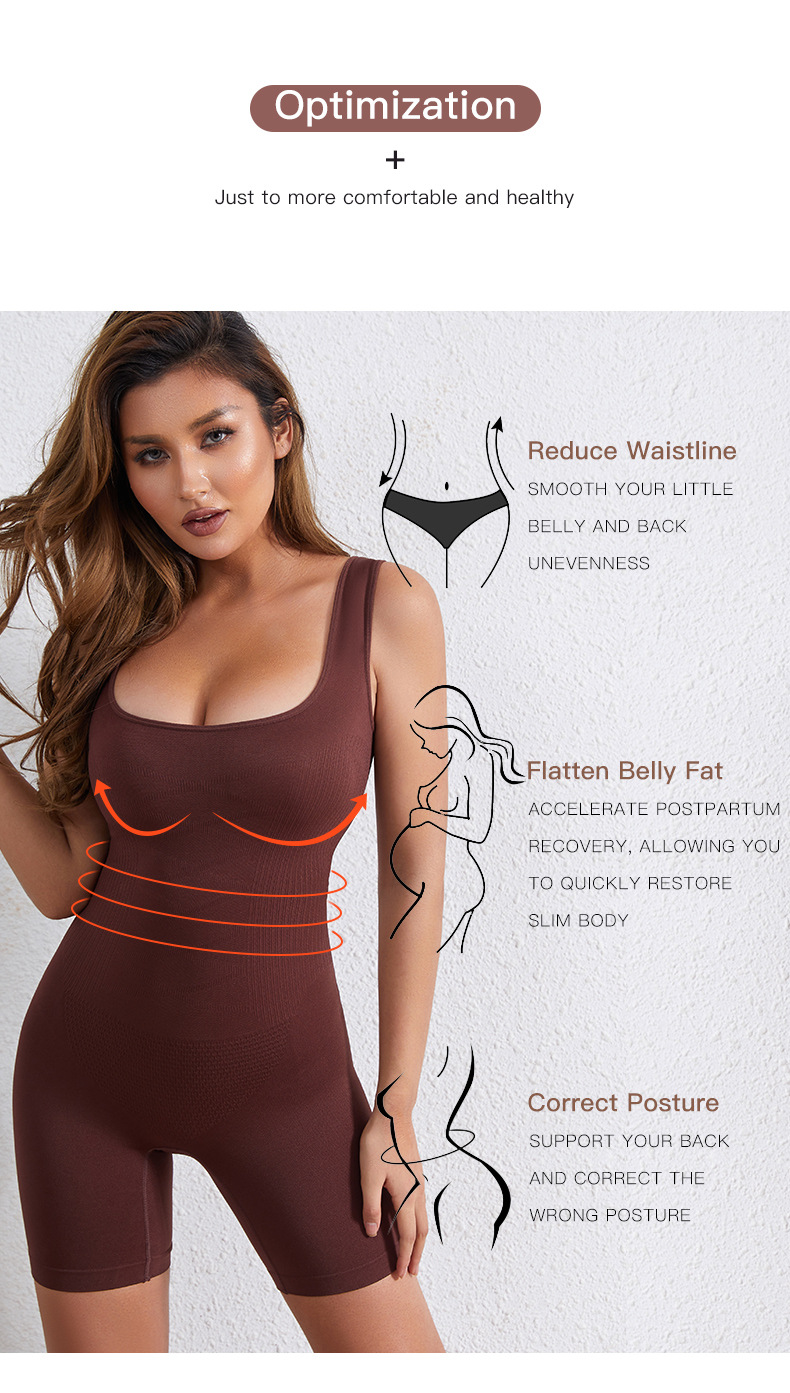 Optimization
+
Just to more comfortable and healthy
Reduce Waistline
SMOOTH YOUR LITTLE
BELLY AND BACK
UNEVENNESS
Flatten Belly Fat
ACCELERATE POSTPARTUM
RECOVERY, ALLOWING YOU
TO QUICKLY RESTORE
SLIM BODY
Correct Posture
SUPPORT YOUR BACK
AND CORRECT THE
WRONG POSTURE